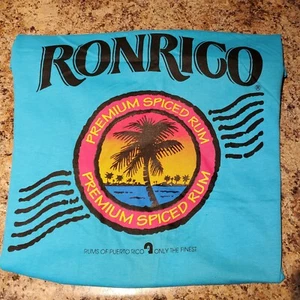 RONRICO
®
PREMIUM SPICED RUM
PREMIUM SPICED RUM
RUMS OF PUERTO RICO ONLY THE FINEST